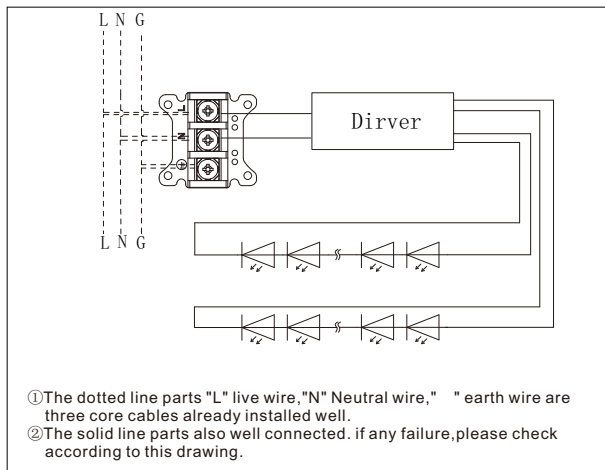 L N G
L
N
Dirver
L N G
①The dotted line parts "L" live wire,"N" Neutral wire,"   " earth wire are
three core cables already installed well.
②The solid line parts also well connected. if any failure,please check
according to this drawing.